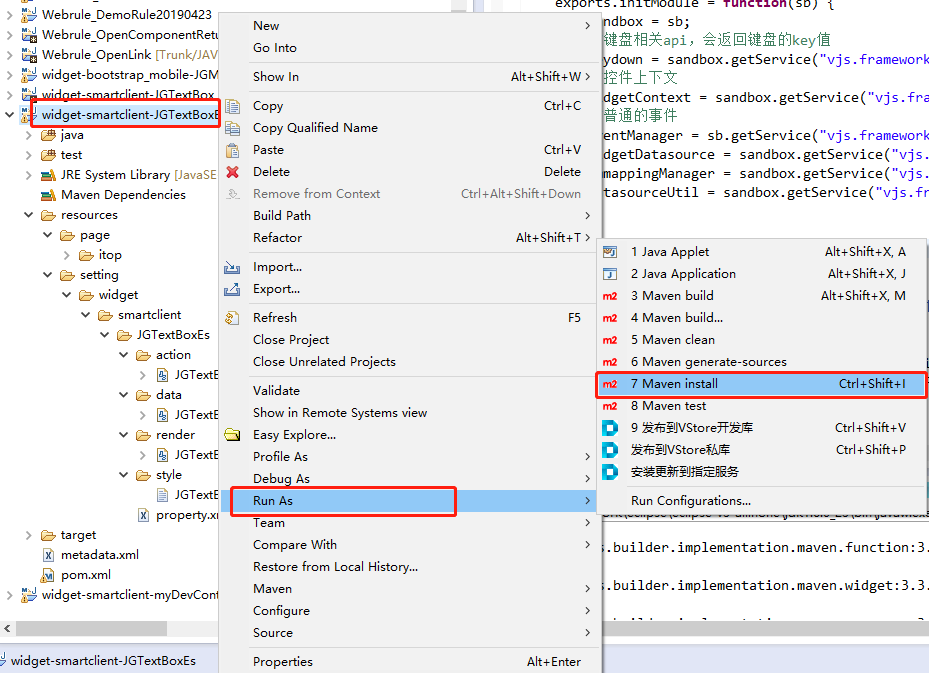 Webrule_DemoRule20190423
Webrule_OpenComponentRetu
Webrule_OpenLink [Trunk/JAV
widget-bootstrap_mobile-JGM
widget-smartclient-JGTextBox
widget-smartclient-JGTextBoxE
java
test
JRE System Library [JavaSE
Maven Dependencies
resources
page
itop
setting
widget
smartclient
JGTextBoxEs
action
JGTextE
data
JGTextE
render
JGTextE
style
JGTextE
property.xm
target
metadata.xml
pom.xml
widget-smartclient-myDevCont
widget-smartclient-JGTextBoxEs
New
Go Into
Show In Alt+Shift+W
Copy Ctrl+C
Copy Qualified Name
Paste Ctrl+V
Delete Delete
Remove from Context Ctrl+Alt+Shift+Down
Build Path
Refactor Alt+Shift+T
Import...
Export...
Refresh F5
Close Project
Close Unrelated Projects
Validate
Show in Remote Systems view
Easy Explore...
Profile As
Debug As
Run As
Team
Compare With
Restore from Local History...
Maven
Configure
Source
Properties Alt+Enter
exports.initModule = function(sb) {
ndbox = sb;
键盘相关api，会返回键盘的key值
ydown = sandbox.getService("vjs.framework
控件上下文
dgetContext = sandbox.getService("vjs.fra
普通的事件
entManager = sb.getService("vjs.framework
dgetDatasource = sandbox.getService("vjs.
mappingManager = sandbox.getService("vjs.
tasourceUtil = sandbox.getService("vjs.fr
1 Java Applet Alt+Shift+X, A
2 Java Application Alt+Shift+X, J
m2 3 Maven build Alt+Shift+X, M
m2 4 Maven build...
m2 5 Maven clean
m2 6 Maven generate-sources
m2 7 Maven install Ctrl+Shift+I
m2 8 Maven test
9 发布到VStore开发库 Ctrl+Shift+V
发布到VStore私库 Ctrl+Shift+P
安装更新到指定服务
Run Configurations...
s.builder.implementation.maven.function:3.
s.builder.implementation.maven.widget:3.3.